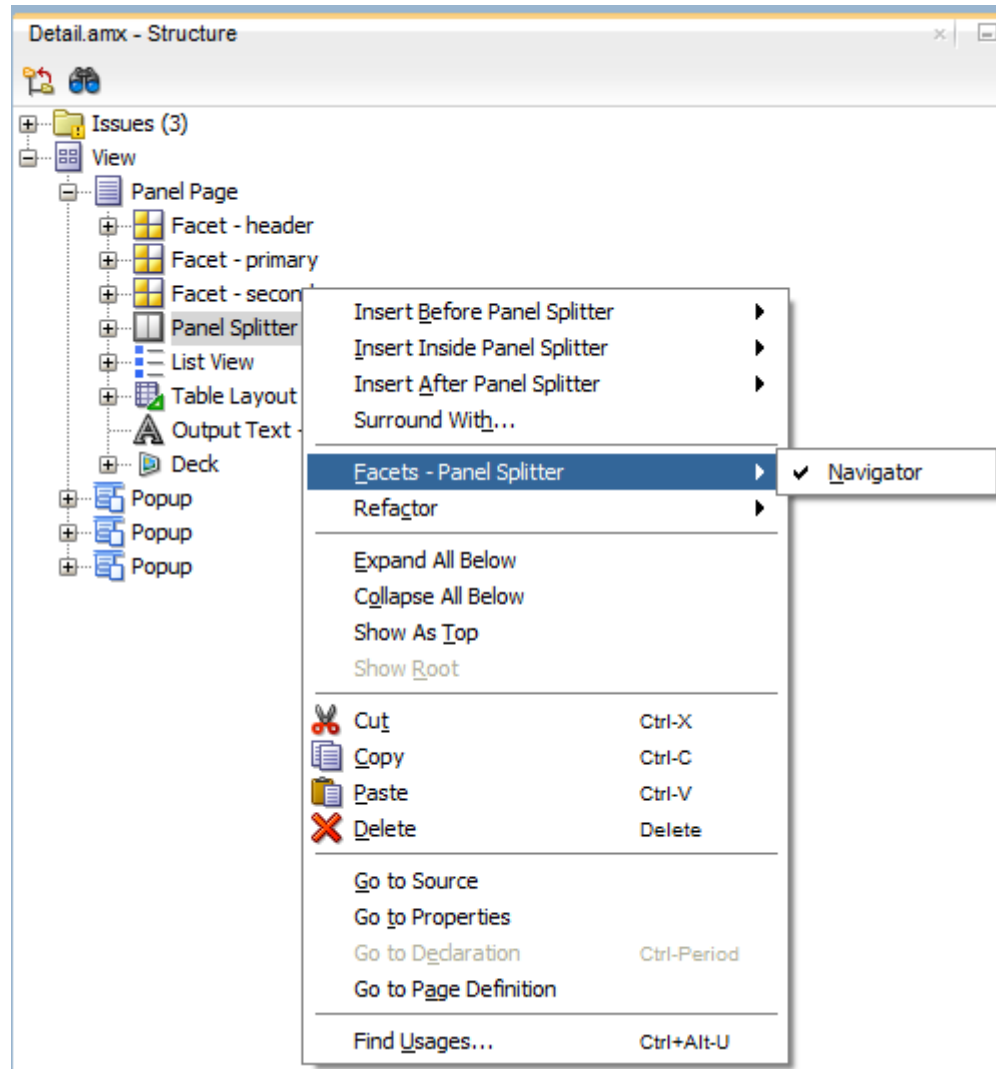 Detail.amx - Structure
Issues (3)
View
Panel Page
Facet - header
Facet - primary
Facet - second
Panel Splitter
List View
Table Layout
Output Text -
Deck
Popup
Popup
Popup
Insert Before Panel Splitter
Insert Inside Panel Splitter
Insert After Panel Splitter
Surround With...
Facets - Panel Splitter
Navigator
Refactor
Expand All Below
Collapse All Below
Show As Top
Show Root
Cut Ctrl-X
Copy Ctrl-C
Paste Ctrl-V
Delete Delete
Go to Source
Go to Properties
Go to Declaration Ctrl-Period
Go to Page Definition
Find Usages... Ctrl+Alt-U